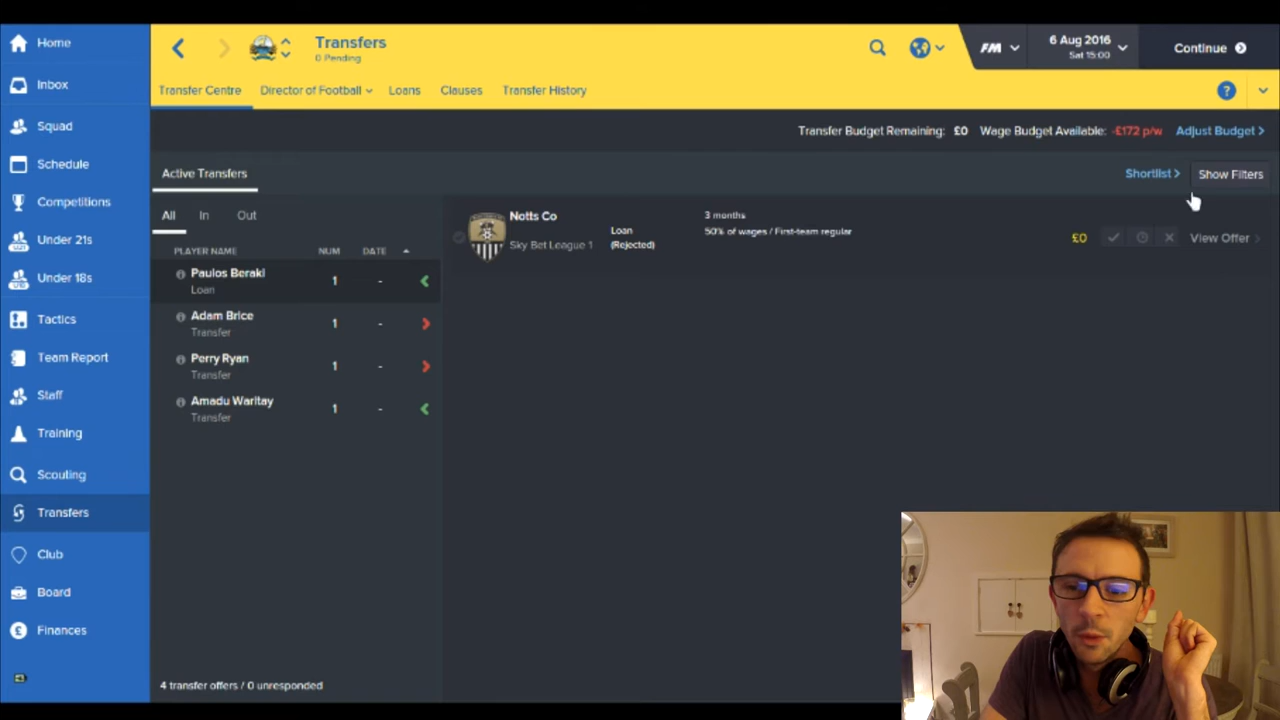 Home
Inbox
Squad
Schedule
Competitions
Under 21s
Under 18s
Tactics
Team Report
Staff
Training
Scouting
Transfers
Club
Board
Finances
Transfers
0 Pending
FM
6 Aug 2016
Sat 15:00
Continue
Transfer Centre
Director of Football
Loans
Clauses
Transfer History
?
Transfer Budget Remaining: £0 Wage Budget Available: -£172 p/w Adjust Budget >
Active Transfers
Shortlist >
Show Filters
All In Out
PLAYER NAME NUM DATE
Paulos Beraki 1 -
Loan
Adam Brice 1 -
Transfer
Perry Ryan 1 -
Transfer
Amadu Waritay 1 -
Transfer
Notts Co
Sky Bet League 1
Loan
(Rejected)
3 months
50% of wages / First-team regular
£0
View Offer >
4 transfer offers / 0 unresponded